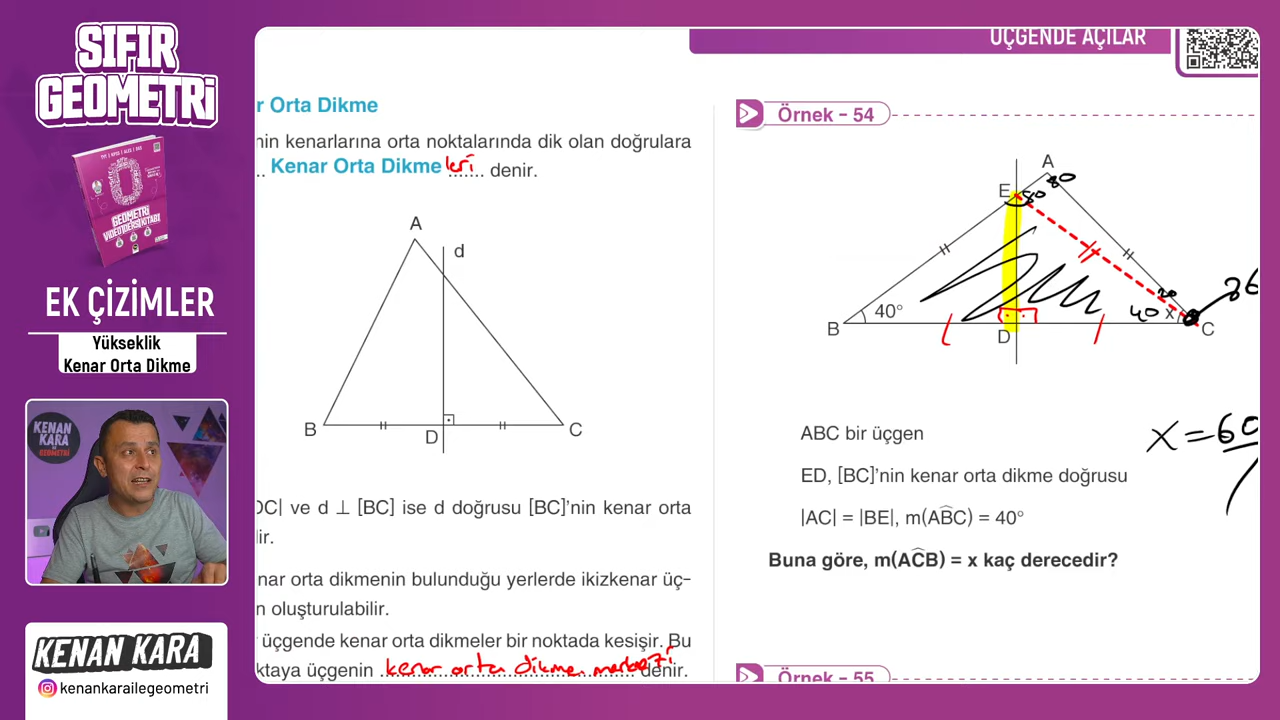 SIFIR
GEOMETRİ
GEOMETRİ
VİDEO DERS KİTABI
EK ÇİZİMLER
Yükseklik
Kenar Orta Dikme
KENAN
KARA
KENAN KARA
kenankarailegeometri
ÜÇGENDE AÇILAR
r Orta Dikme
nin kenarlarına orta noktalarında dik olan doğrulara
.. Kenar Orta Dikme leri denir.
A
d
B
D
C
DC| ve d ⊥ [BC] ise d doğrusu [BC]'nin kenar orta
ir.
nar orta dikmenin bulunduğu yerlerde ikizkenar üç-
n oluşturulabilir.
üçgende kenar orta dikmeler bir noktada kesişir. Bu
ktaya üçgenin kenar orta dikme merkezi denir.
Örnek - 54
A
80
E
80
B
40°
D
40
20
x
C
x = 60
ABC bir üçgen
ED, [BC]'nin kenar orta dikme doğrusu
|AC| = |BE|, m(ABC) = 40°
Buna göre, m(ACB) = x kaç derecedir?
Örnek - 55